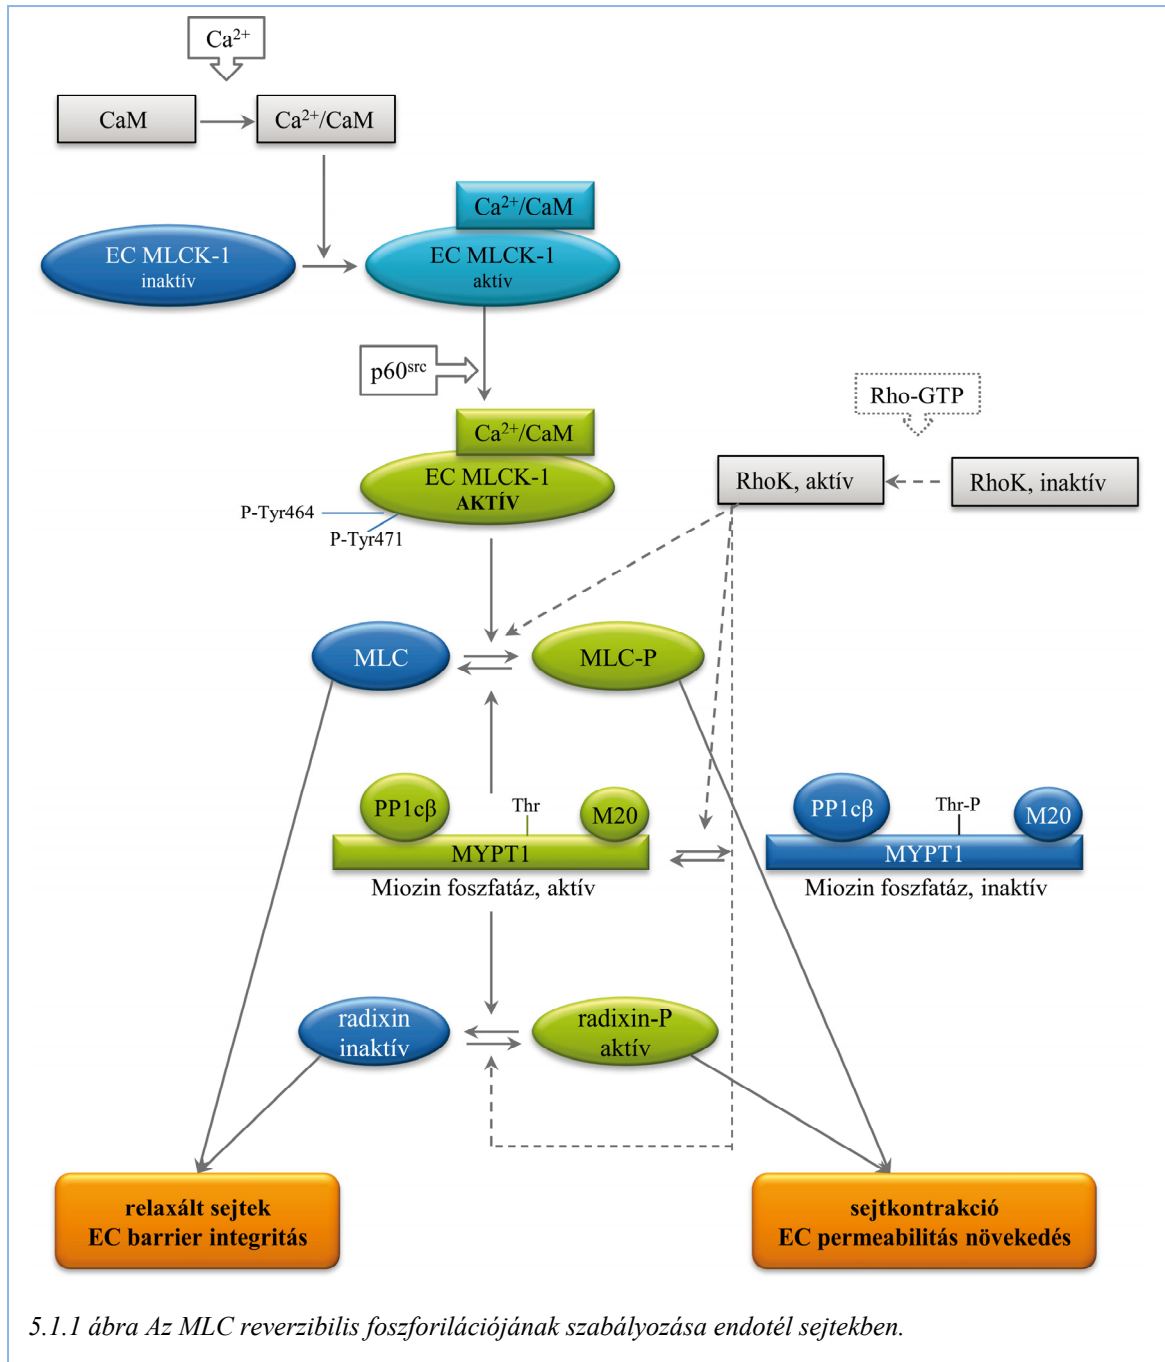 Ca²⁺
CaM
Ca²⁺/CaM
Ca²⁺/CaM
EC MLCK-1
inaktív
EC MLCK-1
aktív
p60ˢʳᶜ
Rho-GTP
Ca²⁺/CaM
EC MLCK-1
AKTÍV
RhoK, aktív
RhoK, inaktív
P-Tyr464
P-Tyr471
MLC
MLC-P
PP1cβ
Thr
M20
MYPT1
Miozin foszfatáz, aktív
PP1cβ
Thr-P
M20
MYPT1
Miozin foszfatáz, inaktív
radixin
inaktív
radixin-P
aktív
relaxált sejtek
EC barrier integritás
sejtkontrakció
EC permeabilitás növekedés
5.1.1 ábra Az MLC reverzibilis foszforilációjának szabályozása endotél sejtekben.